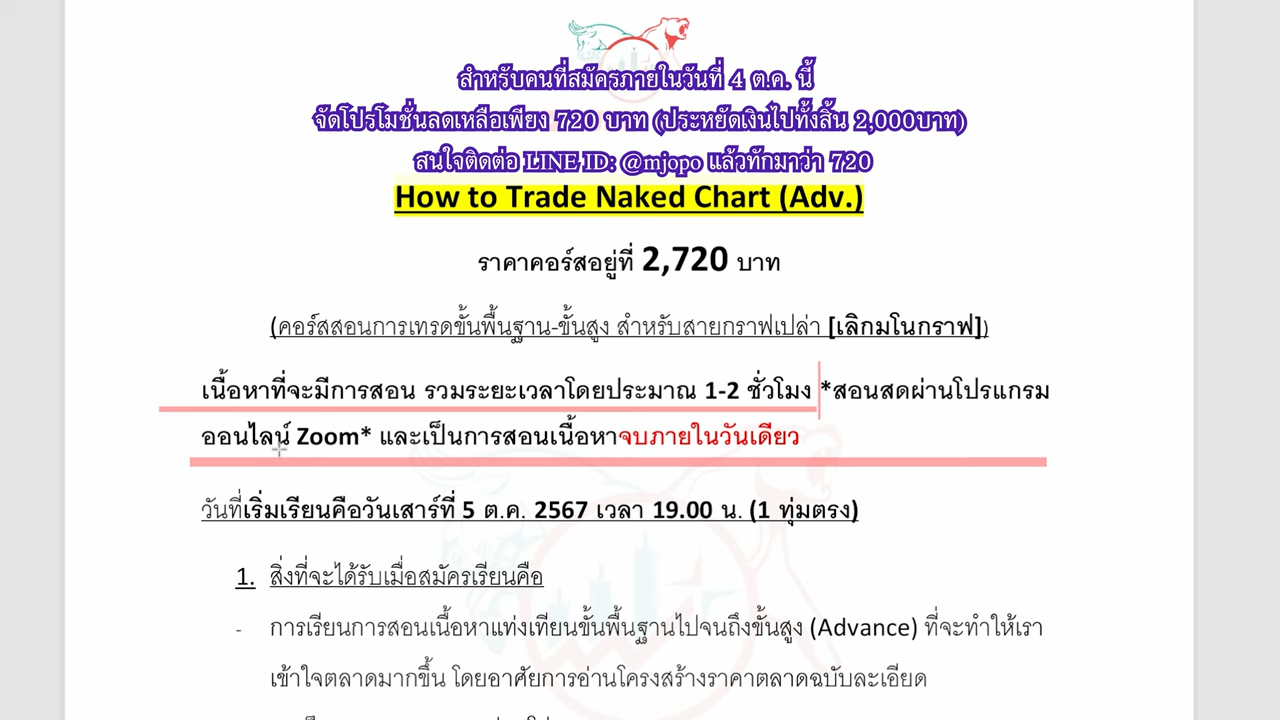 สำหรับคนที่สมัครภายในวันที่ 4 ต.ค. นี้
จัดโปรโมชั่นลดเหลือเพียง 720 บาท (ประหยัดเงินไปทั้งสิ้น 2,000บาท)
สนใจติดต่อ LINE ID: @mjopo แล้วทักมาว่า 720
How to Trade Naked Chart (Adv.)
ราคาคอร์สอยู่ที่ 2,720 บาท
(คอร์สสอนการเทรดขั้นพื้นฐาน-ขั้นสูง สำหรับสายกราฟเปล่า [เลิกมโนกราฟ])
เนื้อหาที่จะมีการสอน รวมระยะเวลาโดยประมาณ 1-2 ชั่วโมง *สอนสดผ่านโปรแกรม
ออนไลน์ Zoom* และเป็นการสอนเนื้อหาจบภายในวันเดียว
วันที่เริ่มเรียนคือวันเสาร์ที่ 5 ต.ค. 2567 เวลา 19.00 น. (1 ทุ่มตรง)
1. สิ่งที่จะได้รับเมื่อสมัครเรียนคือ
- การเรียนการสอนเนื้อหาแท่งเทียนขั้นพื้นฐานไปจนถึงขั้นสูง (Advance) ที่จะทำให้เรา
เข้าใจตลาดมากขึ้น โดยอาศัยการอ่านโครงสร้างราคาตลาดฉบับละเอียด